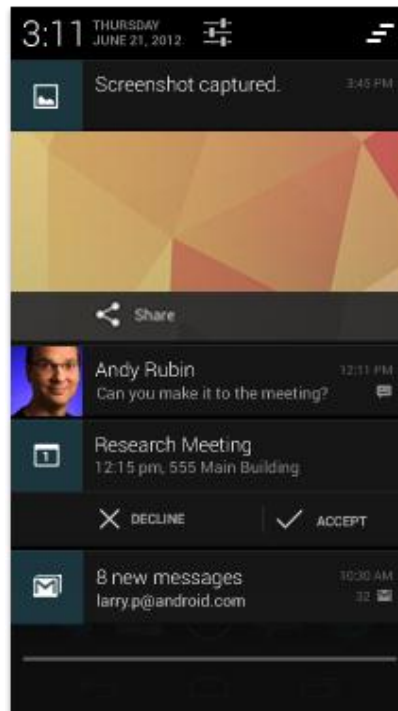 3:11 THURSDAY
JUNE 21, 2012
Screenshot captured. 3:45 PM
Share
Andy Rubin 12:11 PM
Can you make it to the meeting?
1
Research Meeting
12:15 pm, 555 Main Building
DECLINE ACCEPT
8 new messages 10:30 AM
larry.p@android.com 32